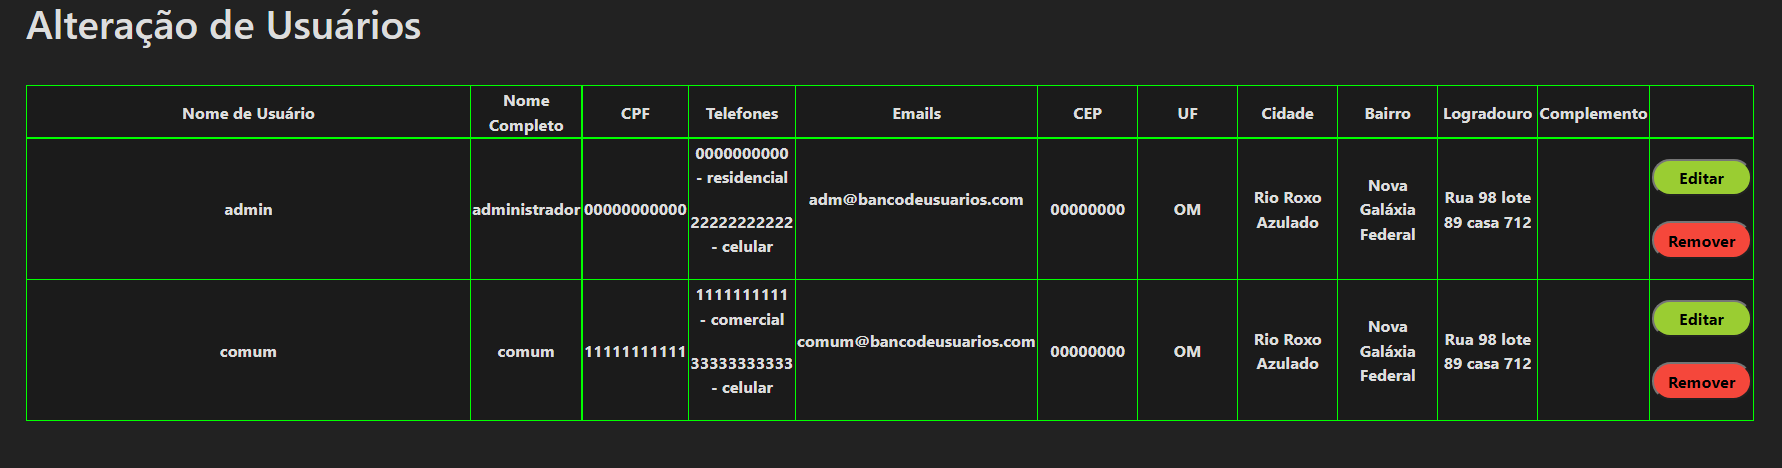 Alteração de Usuários
Nome de Usuário
Nome
Completo
CPF
Telefones
Emails
CEP
UF
Cidade
Bairro
Logradouro
Complemento
admin
administrador
00000000000
0000000000
- residencial
22222222222
- celular
adm@bancodeusuarios.com
00000000
OM
Rio Roxo
Azulado
Nova
Galáxia
Federal
Rua 98 lote
89 casa 712
Editar
Remover
comum
comum
11111111111
1111111111
- comercial
33333333333
- celular
comum@bancodeusuarios.com
00000000
OM
Rio Roxo
Azulado
Nova
Galáxia
Federal
Rua 98 lote
89 casa 712
Editar
Remover